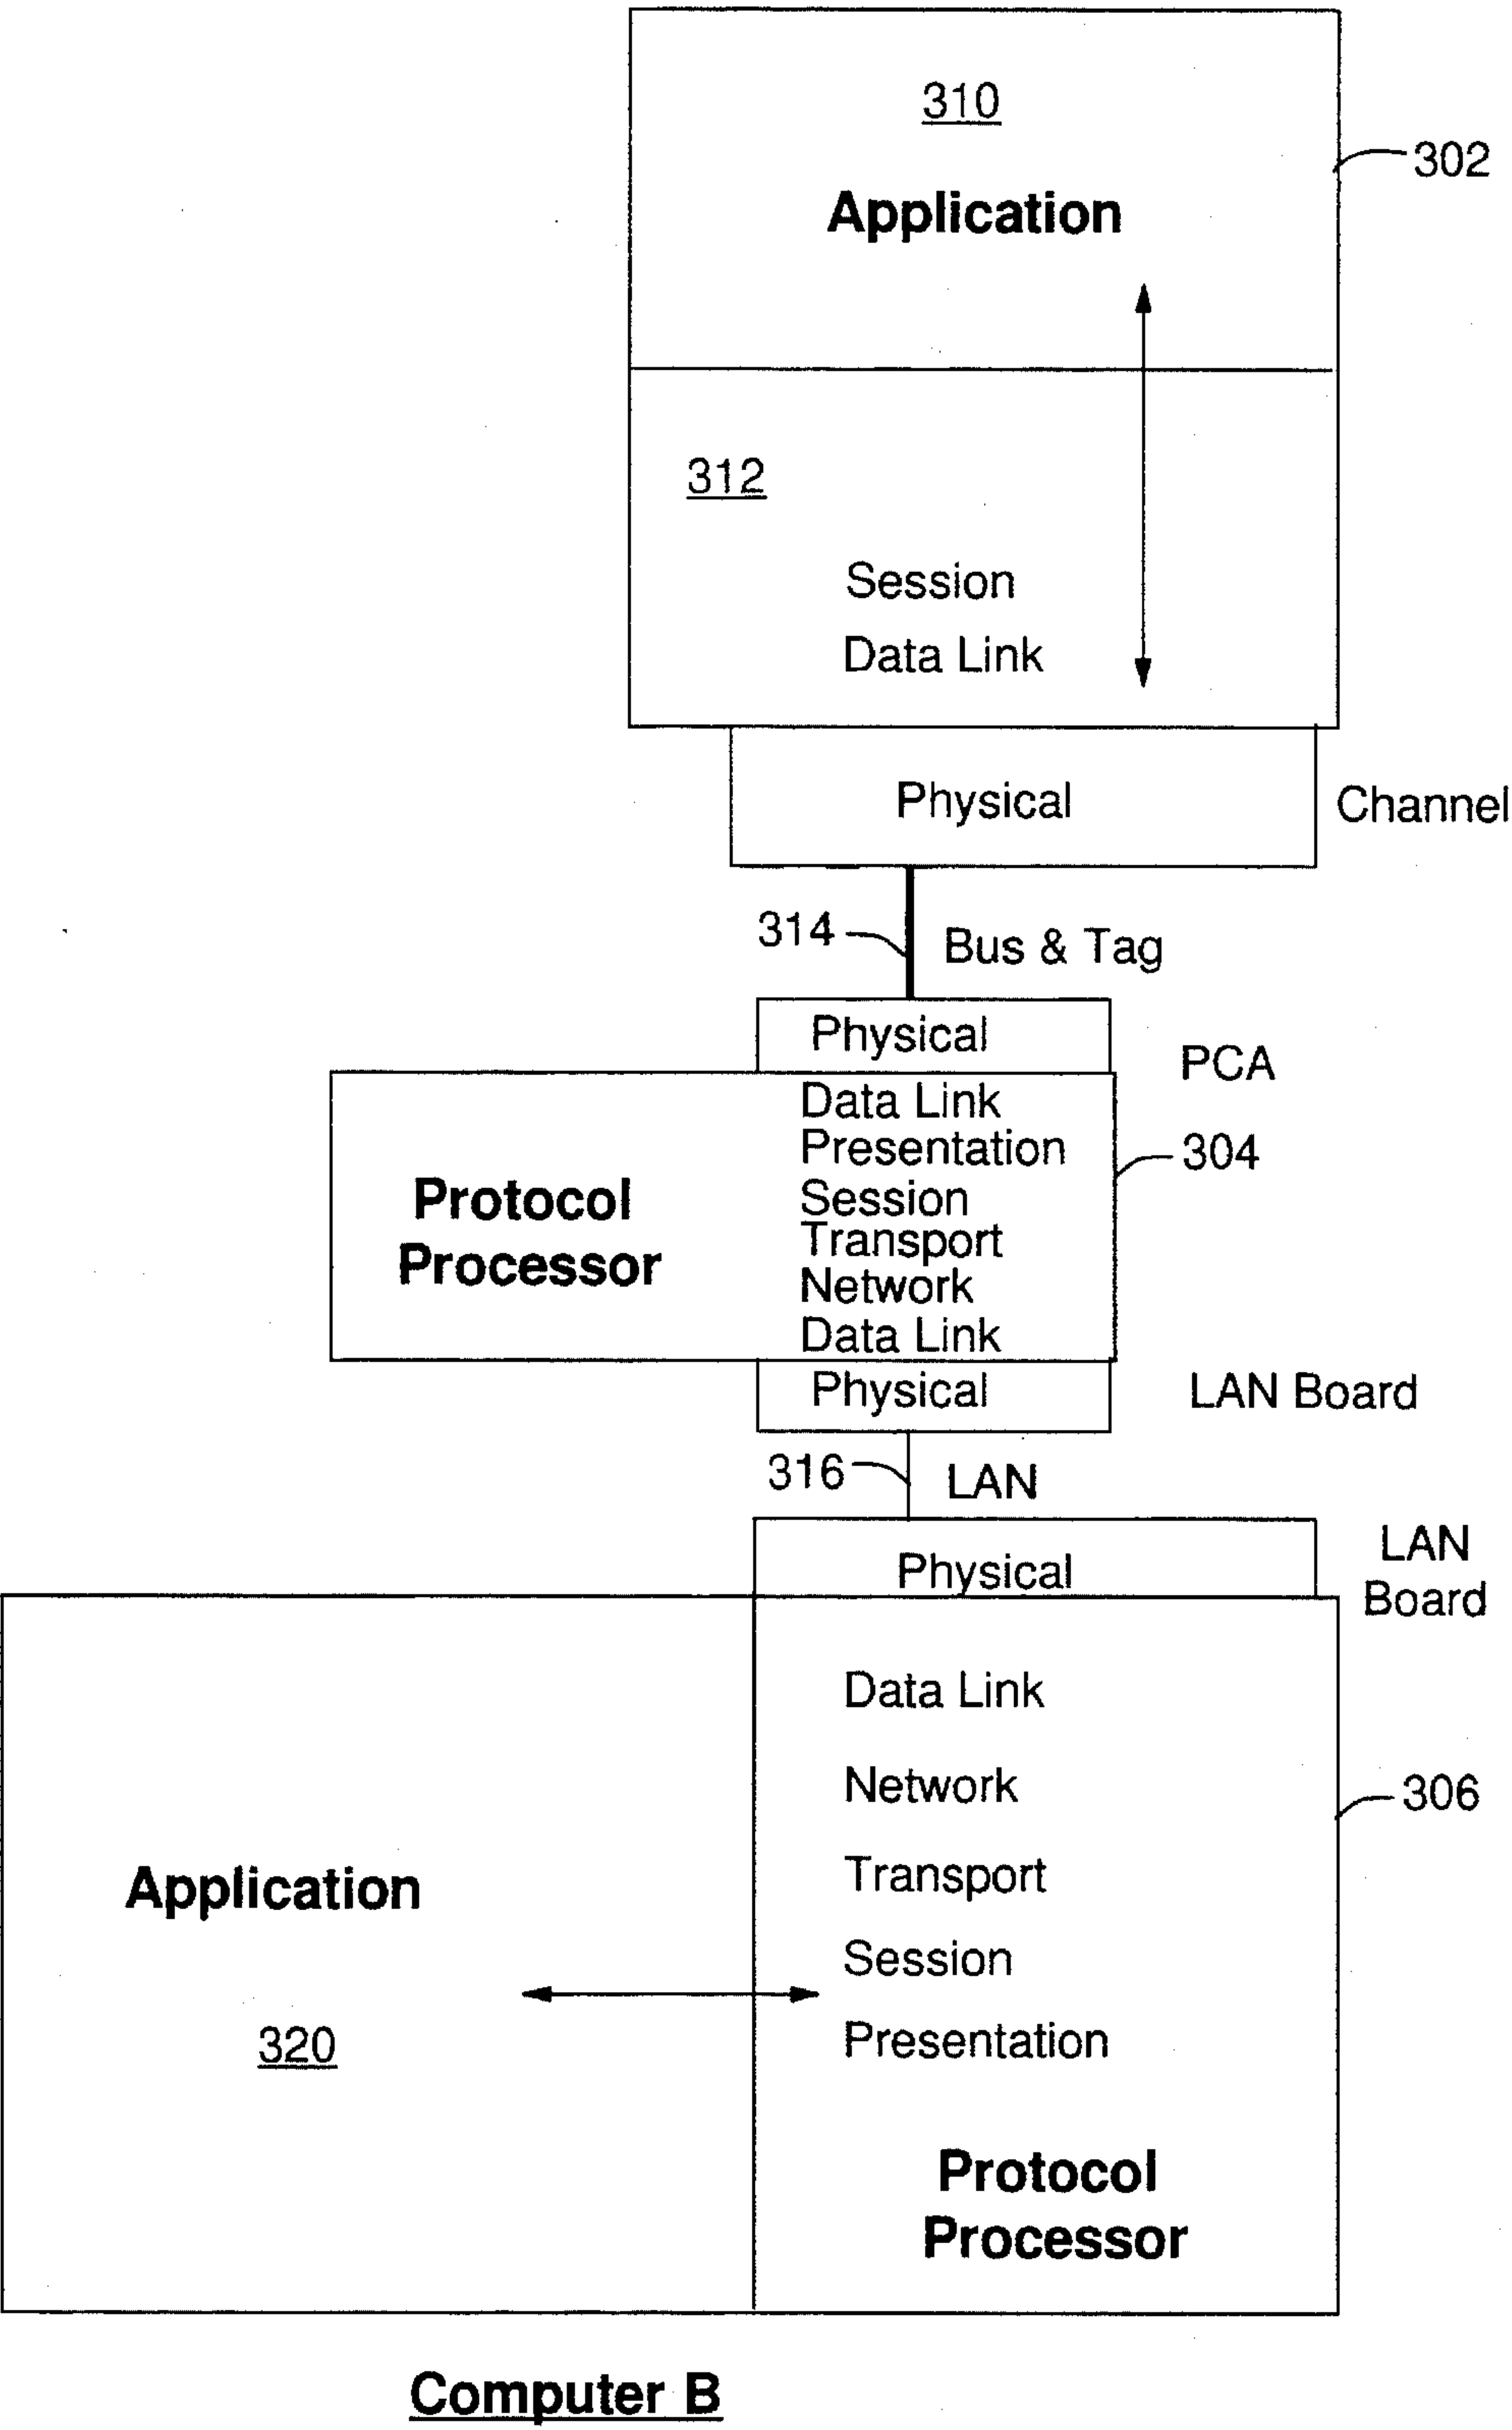 310
302
Application
312
Session
Data Link
Physical
Channel
314
Bus & Tag
Physical
PCA
Data Link
Presentation
304
Protocol
Processor
Session
Transport
Network
Data Link
Physical
LAN Board
316
LAN
Physical
LAN
Board
Data Link
Network
306
Transport
Application
Session
320
Presentation
Protocol
Processor
Computer B